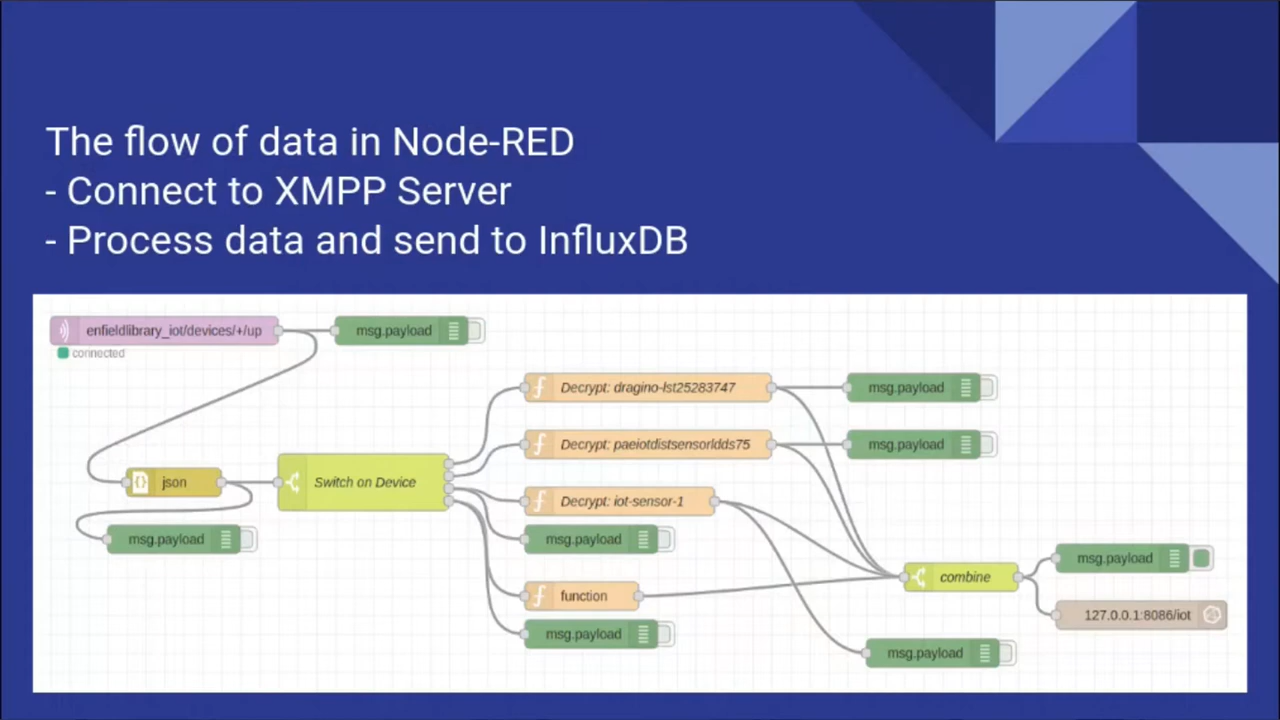 The flow of data in Node-RED
- Connect to XMPP Server
- Process data and send to InfluxDB
enfieldlibrary_iot/devices/+/up
msg.payload
connected
Decrypt: dragino-lst25283747
msg.payload
Decrypt: paeiotdistsensorldds75
msg.payload
json
Switch on Device
Decrypt: iot-sensor-1
msg.payload
msg.payload
msg.payload
combine
function
127.0.0.1:8086/iot
msg.payload
msg.payload